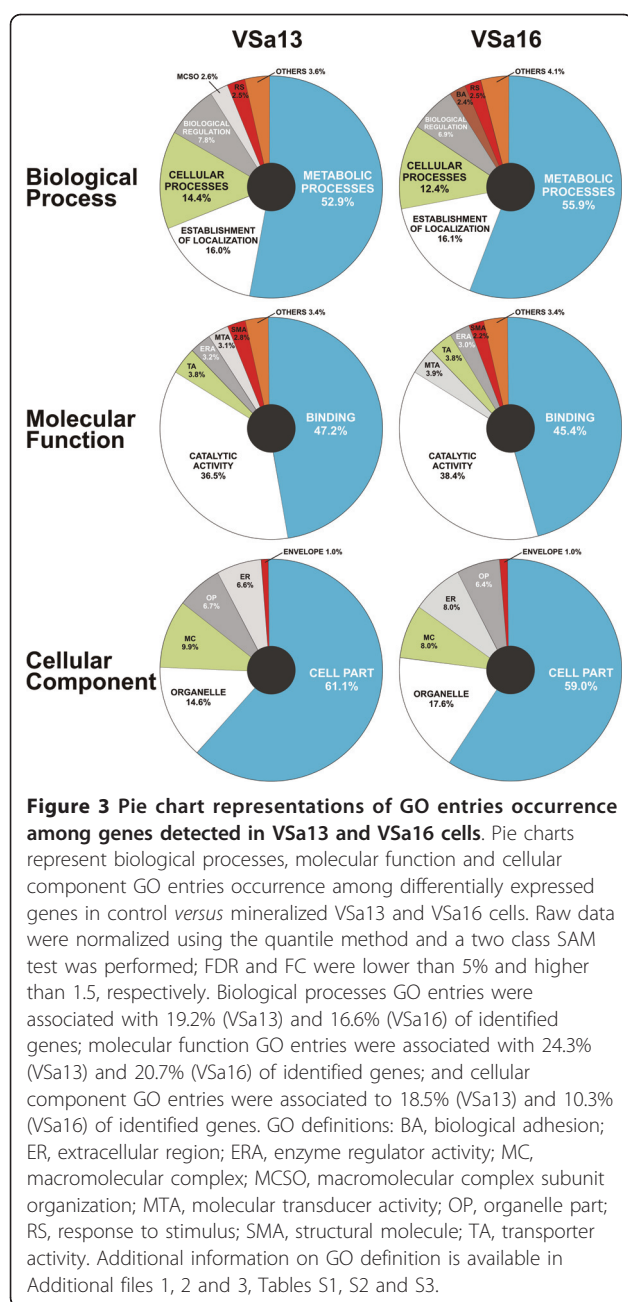 VSa13
VSa16
Biological
Process
MCSO 2.6%
RS
2.5%
OTHERS 3.6%
BIOLOGICAL
REGULATION
7.8%
CELLULAR
PROCESSES
14.4%
METABOLIC
PROCESSES
52.9%
ESTABLISHMENT
OF LOCALIZATION
16.0%
OTHERS 4.1%
RS
2.5%
BA
2.4%
BIOLOGICAL
REGULATION
6.9%
CELLULAR
PROCESSES
12.4%
METABOLIC
PROCESSES
55.9%
ESTABLISHMENT
OF LOCALIZATION
16.1%
Molecular
Function
OTHERS 3.4%
SMA
2.8%
MTA
3.1%
ERA
3.2%
TA
3.8%
BINDING
47.2%
CATALYTIC
ACTIVITY
36.5%
OTHERS 3.4%
SMA
2.2%
ERA
3.0%
TA
3.8%
MTA
3.9%
BINDING
45.4%
CATALYTIC
ACTIVITY
38.4%
Cellular
Component
ENVELOPE 1.0%
ER
6.6%
OP
6.7%
MC
9.9%
CELL PART
61.1%
ORGANELLE
14.6%
ENVELOPE 1.0%
OP
6.4%
ER
8.0%
MC
8.0%
CELL PART
59.0%
ORGANELLE
17.6%
Figure 3 Pie chart representations of GO entries occurrence
among genes detected in VSa13 and VSa16 cells. Pie charts
represent biological processes, molecular function and cellular
component GO entries occurrence among differentially expressed
genes in control versus mineralized VSa13 and VSa16 cells. Raw data
were normalized using the quantile method and a two class SAM
test was performed; FDR and FC were lower than 5% and higher
than 1.5, respectively. Biological processes GO entries were
associated with 19.2% (VSa13) and 16.6% (VSa16) of identified
genes; molecular function GO entries were associated with 24.3%
(VSa13) and 20.7% (VSa16) of identified genes; and cellular
component GO entries were associated to 18.5% (VSa13) and 10.3%
(VSa16) of identified genes. GO definitions: BA, biological adhesion;
ER, extracellular region; ERA, enzyme regulator activity; MC,
macromolecular complex; MCSO, macromolecular complex subunit
organization; MTA, molecular transducer activity; OP, organelle part;
RS, response to stimulus; SMA, structural molecule; TA, transporter
activity. Additional information on GO definition is available in
Additional files 1, 2 and 3, Tables S1, S2 and S3.